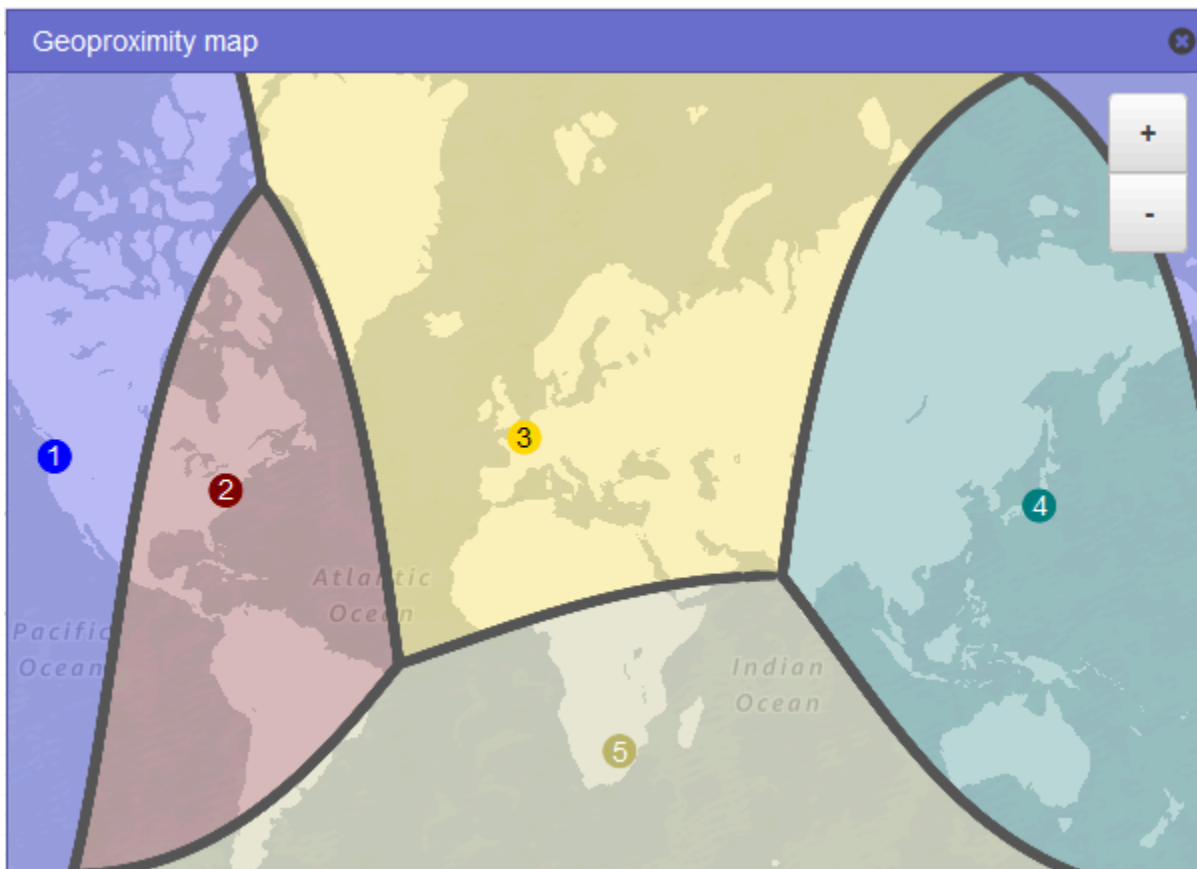 Geoproximity map
+
-
1
2
3
4
Atlantic
Ocean
Pacific
Ocean
Indian
Ocean
5